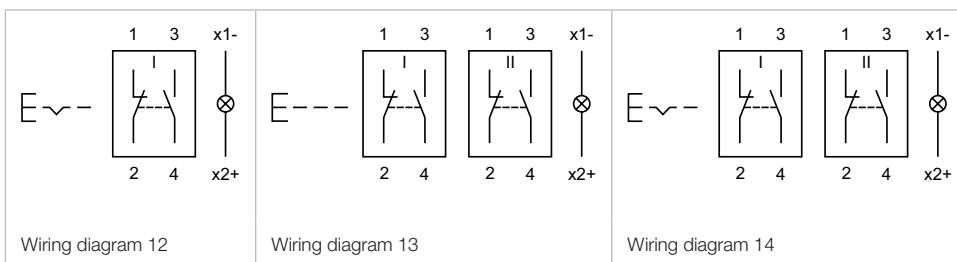 1 3 x1-
I
2 4 x2+
Wiring diagram 12
1 3 1 3 x1-
I II
2 4 2 4 x2+
Wiring diagram 13
1 3 1 3 x1-
I II
2 4 2 4 x2+
Wiring diagram 14